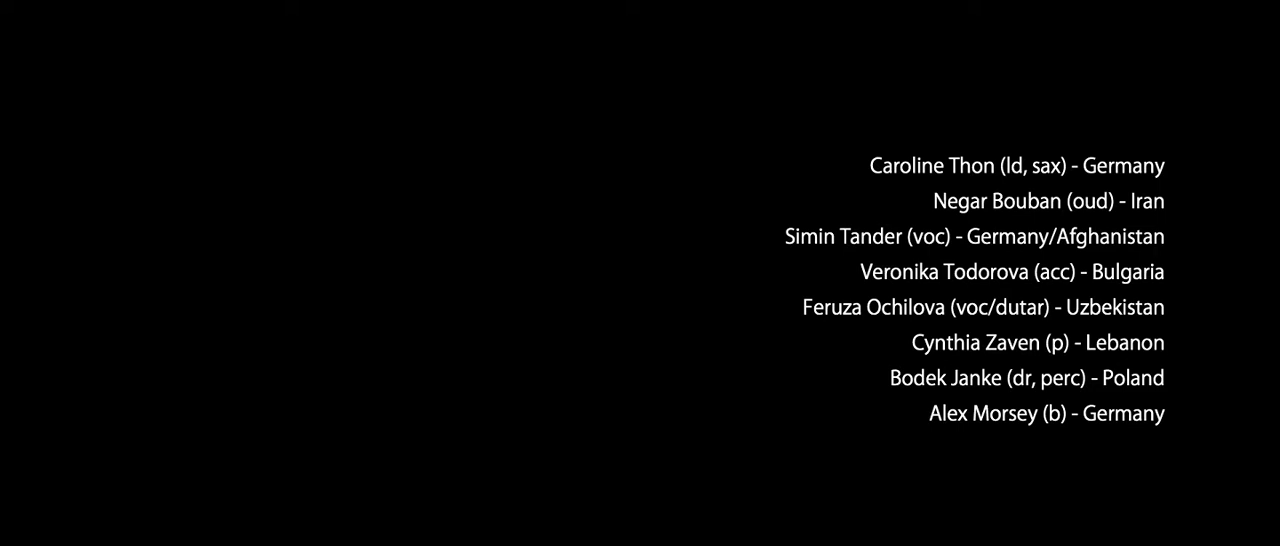 Caroline Thon (ld, sax) - Germany
Negar Bouban (oud) - Iran
Simin Tander (voc) - Germany/Afghanistan
Veronika Todorova (acc) - Bulgaria
Feruza Ochilova (voc/dutar) - Uzbekistan
Cynthia Zaven (p) - Lebanon
Bodek Janke (dr, perc) - Poland
Alex Morsey (b) - Germany